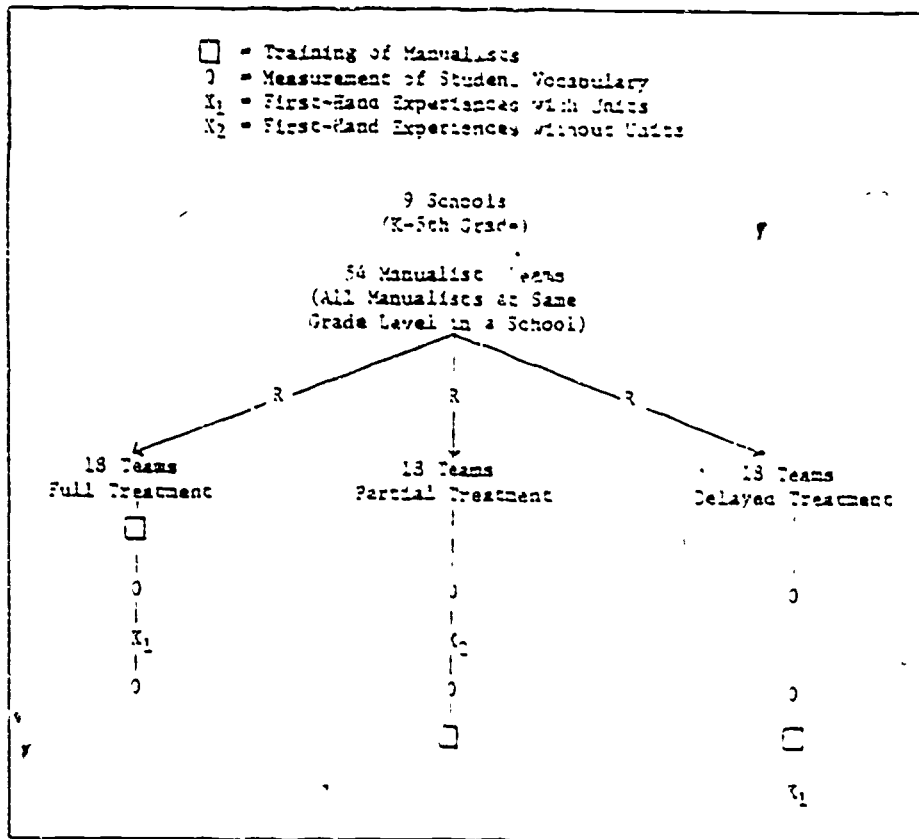 □ = Training of Manualists
O = Measurement of Student Vocabulary
X1 = First-Hand Experiences with Units
X2 = First-Hand Experiences without Units
9 Schools
(K-5th Grade)
54 Manualist Teams
(All Manualists at Same
Grade Level in a School)
R R R
18 Teams 18 Teams 18 Teams
Full Treatment Partial Treatment Delayed Treatment
□
O O O
X1 X2
O O O
□ □
X1